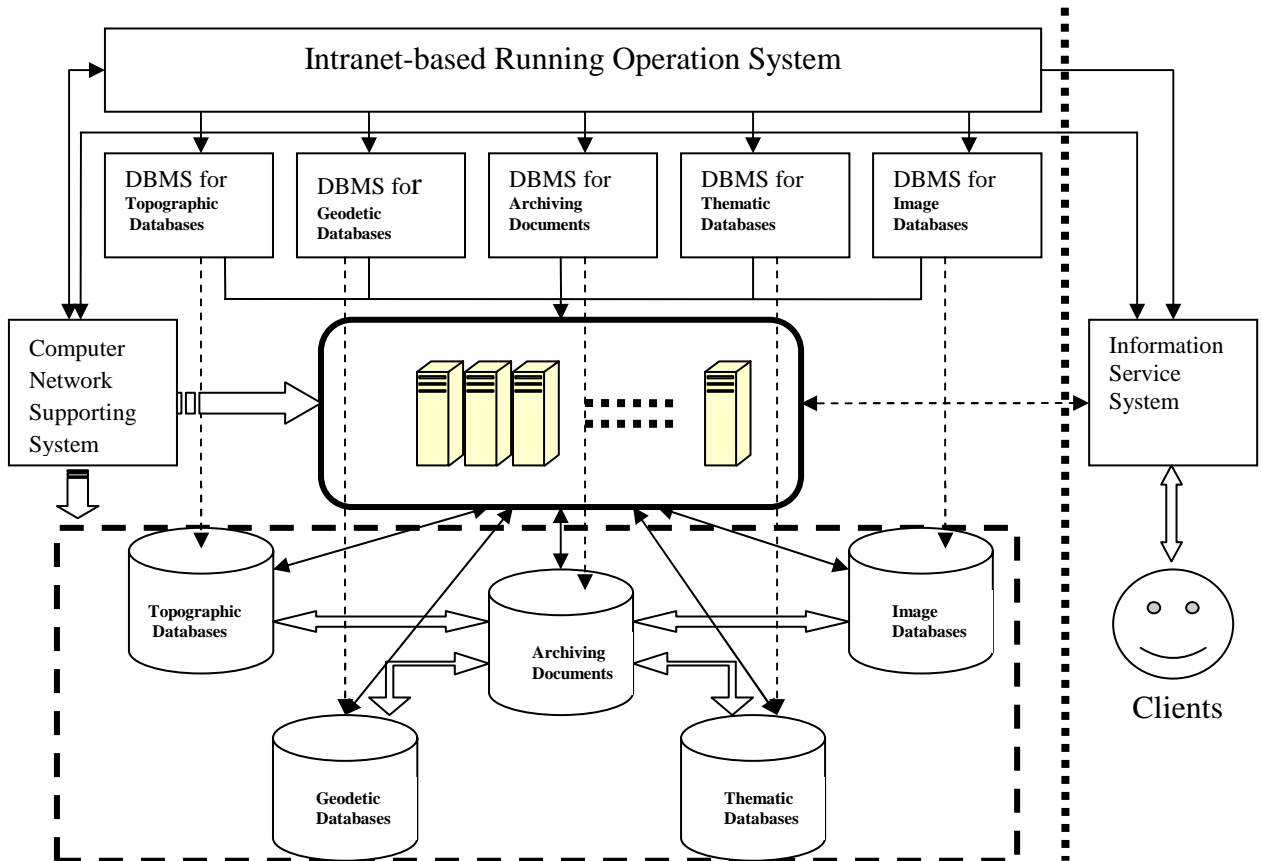 Intranet-based Running Operation System
DBMS for
Topographic
Databases
DBMS for
Geodetic
Databases
DBMS for
Archiving
Documents
DBMS for
Thematic
Databases
DBMS for
Image
Databases
Computer
Network
Supporting
System
Information
Service
System
Topographic
Databases
Archiving
Documents
Image
Databases
Geodetic
Databases
Thematic
Databases
Clients